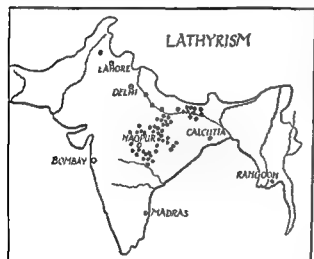 LATHYRISM
LAHORE
DELHI
NAGPUR
CALCUTTA
BOMBAY
RANGOON
MADRAS